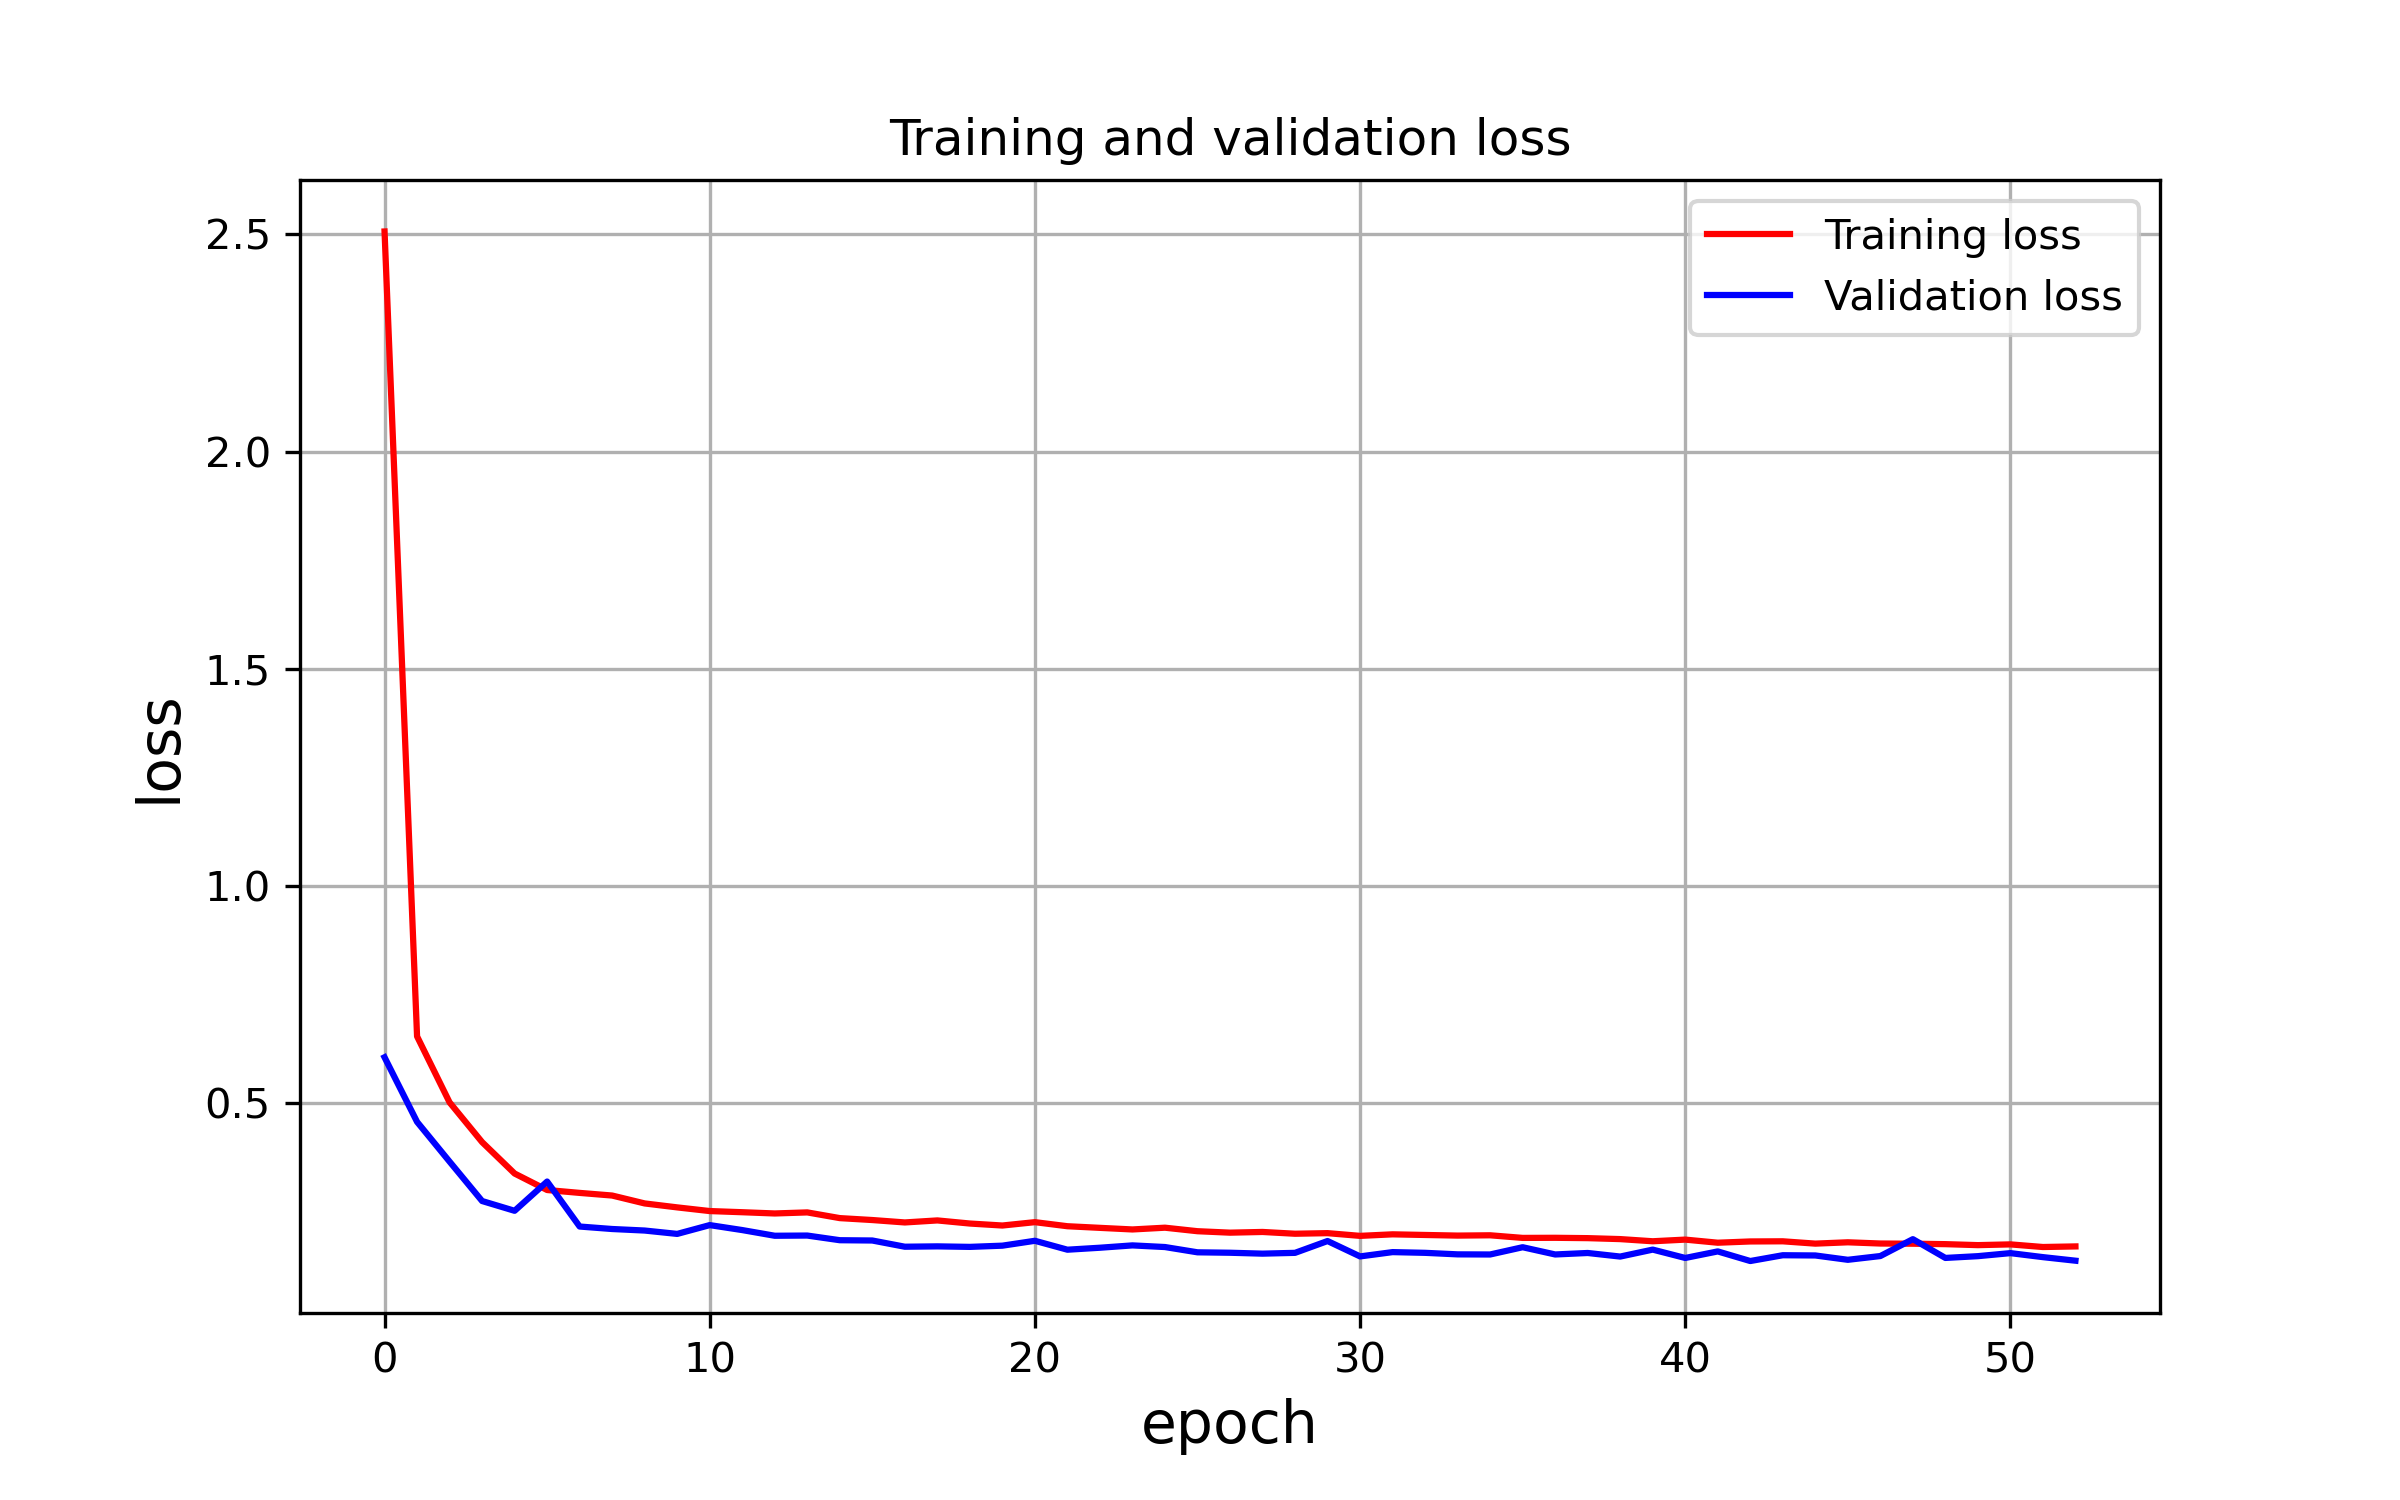 Training and validation loss
Training loss
Validation loss
2.5
2.0
1.5
1.0
0.5
loss
0 10 20 30 40 50
epoch